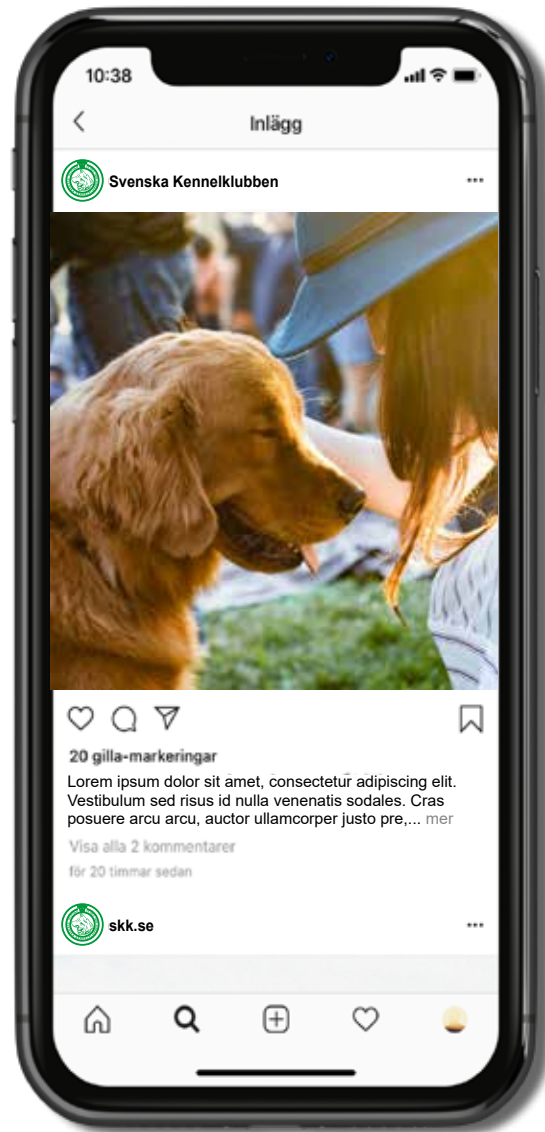 10:38
Inlägg
Svenska Kennelklubben
20 gilla-markeringar
Lorem ipsum dolor sit amet, consectetur adipiscing elit.
Vestibulum sed risus id nulla venenatis sodales. Cras
posuere arcu arcu, auctor ullamcorper justo pre,... mer
Visa alla 2 kommentarer
för 20 timmar sedan
skk.se